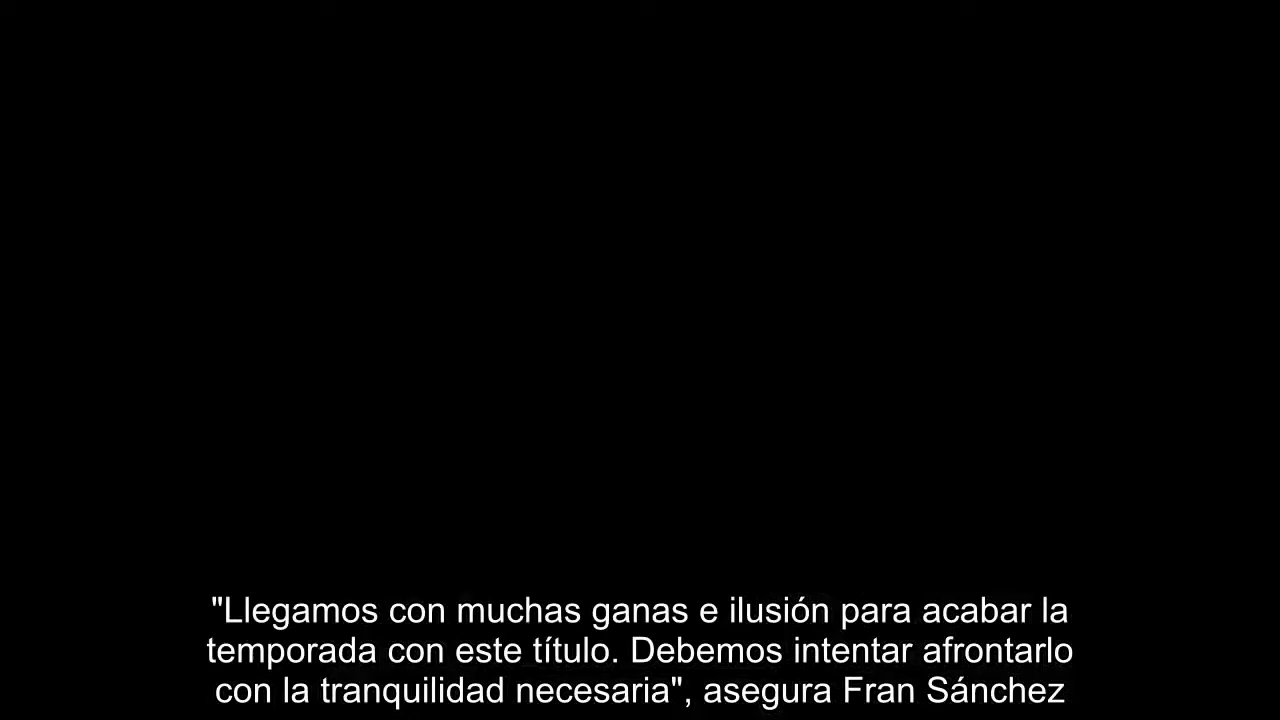 "Llegamos con muchas ganas e ilusión para acabar la
temporada con este título. Debemos intentar afrontarlo
con la tranquilidad necesaria", asegura Fran Sánchez